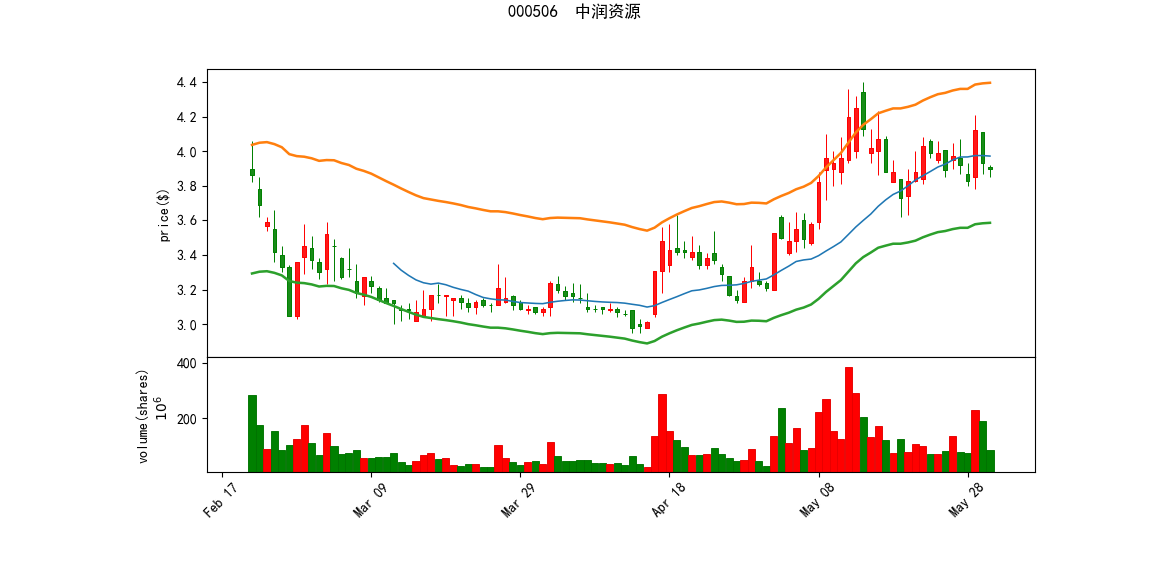 000506 中润资源
4.4
4.2
4.0
3.8
3.6
3.4
3.2
3.0
price($)
400
200
volume(shares)
10^6
Feb 17
Mar 09
Mar 29
Apr 18
May 08
May 28